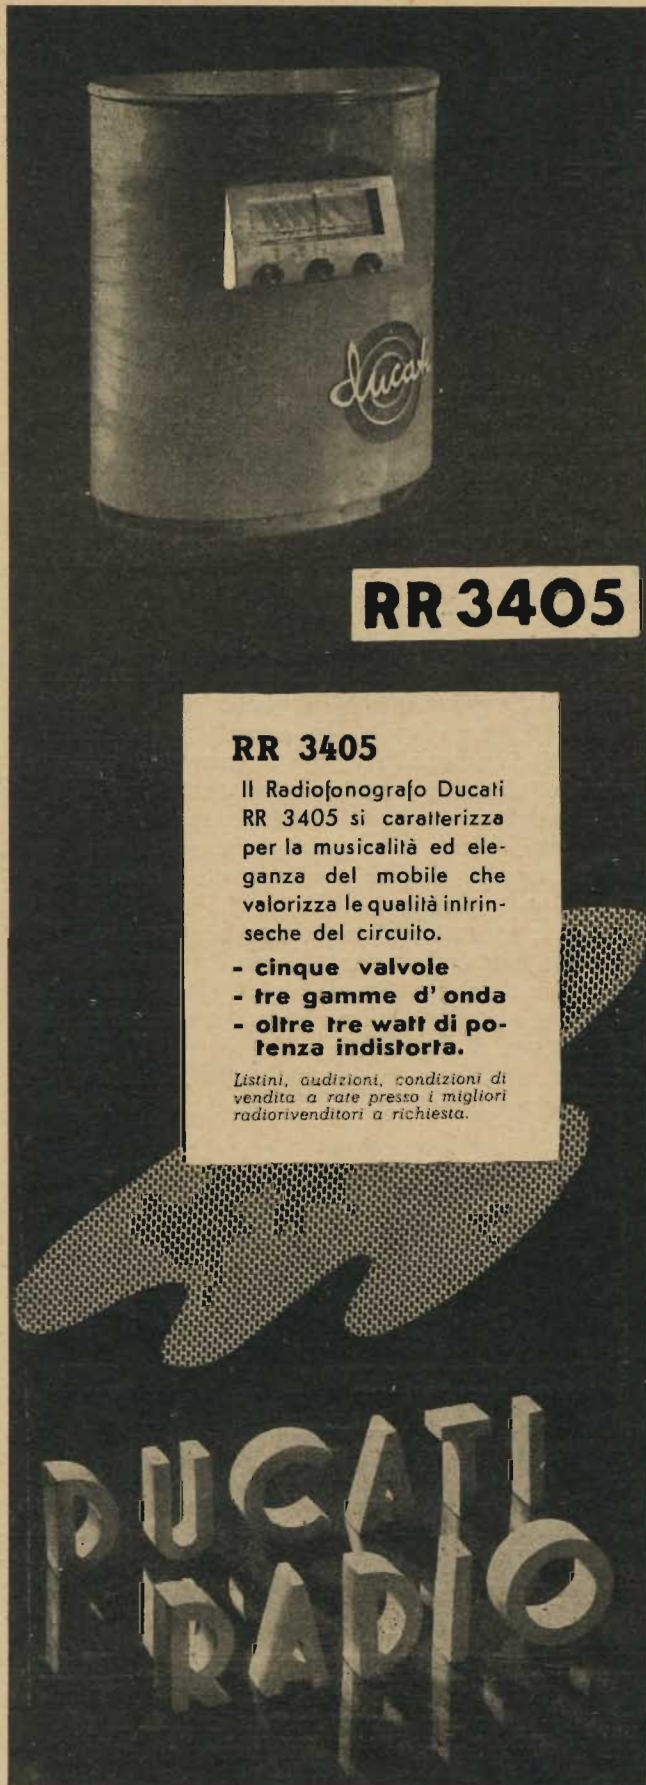 ducati
RR 3405
RR 3405
Il Radiofonografo Ducati
RR 3405 si caratterizza
per la musicalità ed ele-
ganza del mobile che
valorizza le qualità intrin-
seche del circuito.
- cinque valvole
- tre gamme d'onda
- oltre tre watt di po-
tenza indistorta.
Listini, audizioni, condizioni di
vendita a rate presso i migliori
radiorivenditori a richiesta.
DUCATI
RADIO